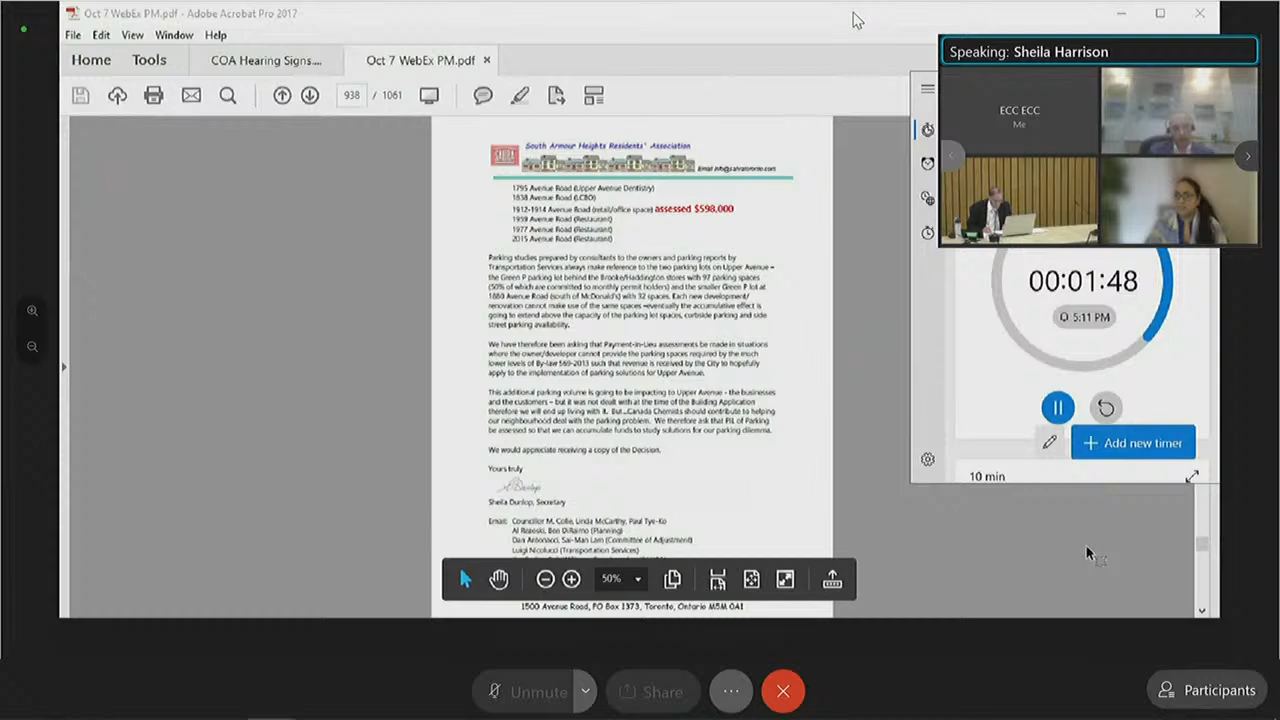 Oct 7 WebEx PM.pdf - Adobe Acrobat Pro 2017
File Edit View Window Help
Home Tools COA Hearing Signs.... Oct 7 WebEx PM.pdf ×
938 / 1061
Speaking: Sheila Harrison
ECC ECC
Me
South Armour Heights Residents' Association
Email info@sahratoronto.com
1795 Avenue Road (Upper Avenue Dentistry)
1838 Avenue Road (LCBO)
1912-1914 Avenue Road (retail/office space) assessed $598,000
1959 Avenue Road (Restaurant)
1977 Avenue Road (Restaurant)
2015 Avenue Road (Restaurant)
Parking studies prepared by consultants to the owners and parking reports by
Transportation Services always make reference to the two parking lots on Upper Avenue –
the Green P parking lot behind the Brooke/Haddington stores with 97 parking spaces
(50% of which are committed to monthly permit holders) and the smaller Green P lot at
1880 Avenue Road (south of McDonald's) with 32 spaces. Each new development/
renovation cannot make use of the same spaces –eventually the accumulative effect is
going to extend above the capacity of the parking lot spaces, curbside parking and side
street parking availability.
We have therefore been asking that Payment-in-Lieu assessments be made in situations
where the owner/developer cannot provide the parking spaces required by the much
lower levels of By-law 569-2013 such that revenue is received by the City to hopefully
apply to the implementation of parking solutions for Upper Avenue.
This additional parking volume is going to be impacting to Upper Avenue – the businesses
and the customers – but it was not dealt with at the time of the Building Application
therefore we will end up living with it. But...Canada Chemists should contribute to helping
our neighbourhood deal with the parking problem. We therefore ask that PIL of Parking
be assessed so that we can accumulate funds to study solutions for our parking dilemma.
We would appreciate receiving a copy of the Decision.
Yours truly
Sheila Dunlop, Secretary
Email: Councillor M. Colle, Linda McCarthy, Paul Tye-Ko
Al Rezoski, Ben DiRaimo (Planning)
Dan Antonacci, Sai-Man Lam (Committee of Adjustment)
Luigi Nicolucci (Transportation Services)
50%
1500 Avenue Road, PO Box 1373, Toronto, Ontario M5M 0A1
00:01:48
5:11 PM
Add new timer
10 min
Unmute Share Participants